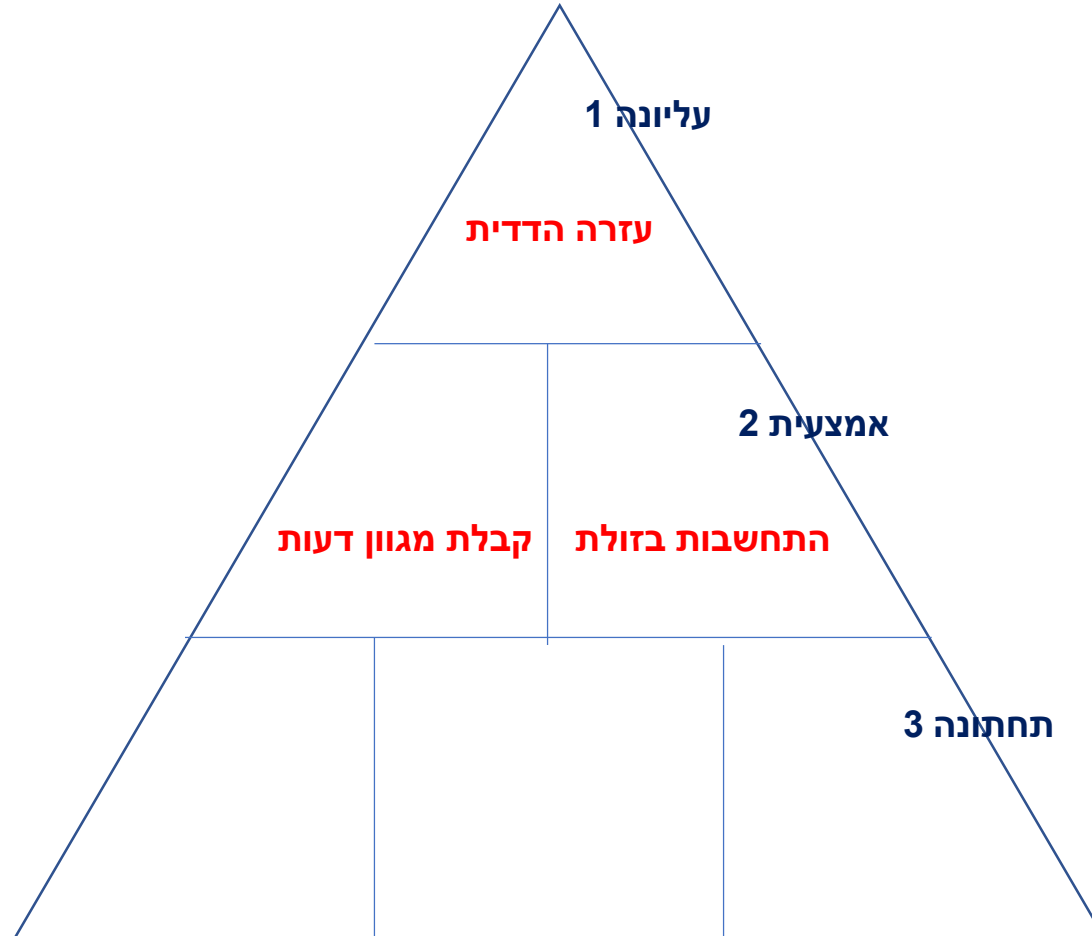 עליונה 1
עזרה הדדית
אמצעית 2
התחשבות בזולת
קבלת מגוון דעות
תחתונה 3